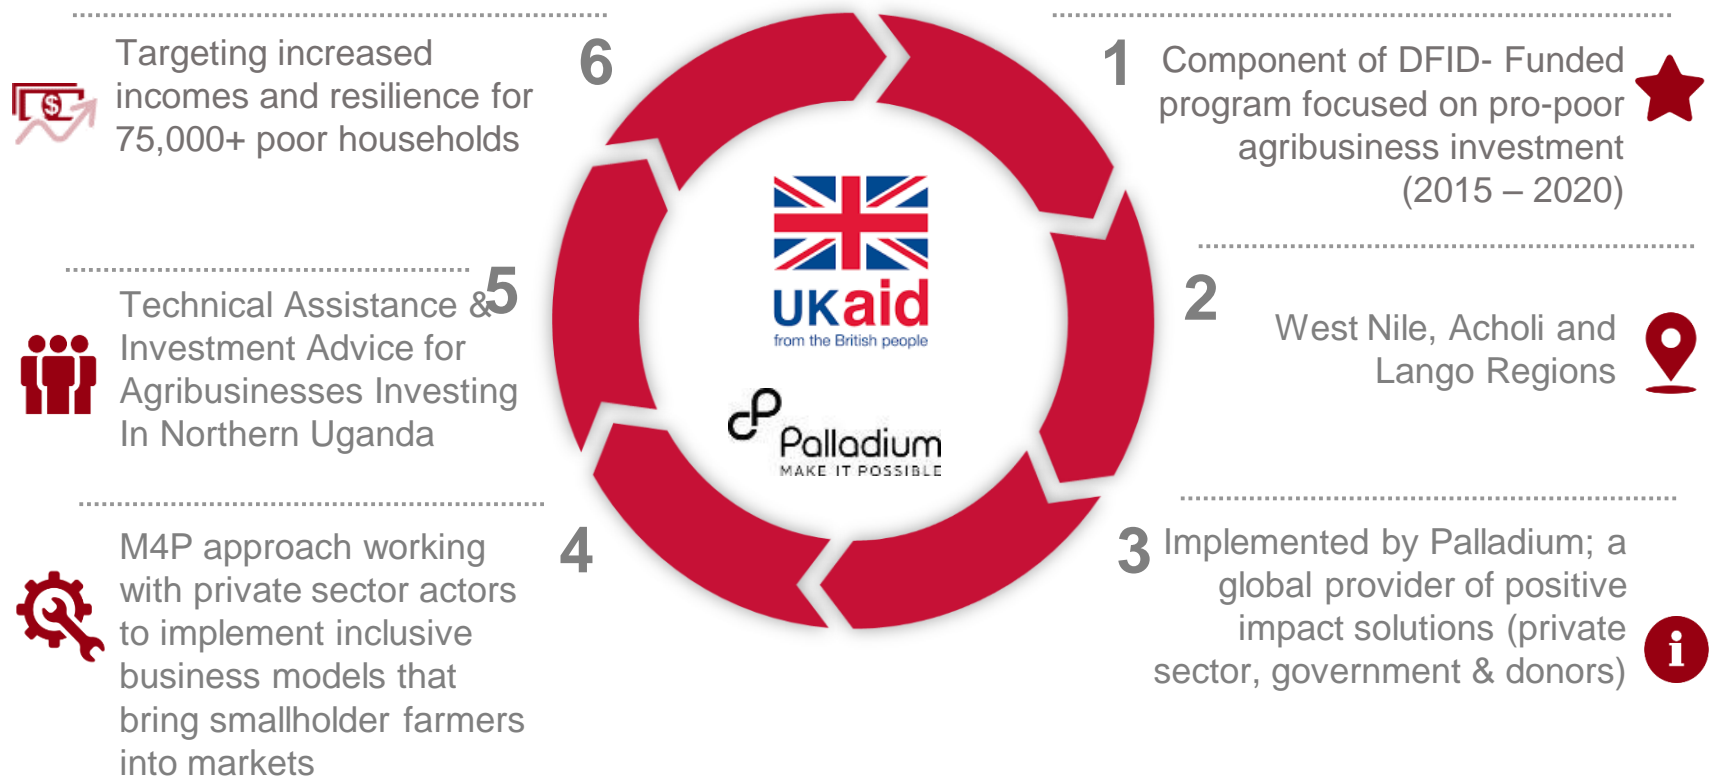 1
Component of DFID- Funded
program focused on pro-poor
agribusiness investment
(2015 – 2020)
2
West Nile, Acholi and
Lango Regions
3
Implemented by Palladium; a
global provider of positive
impact solutions (private
sector, government & donors)
i
4
M4P approach working
with private sector actors
to implement inclusive
business models that
bring smallholder farmers
into markets
5
Technical Assistance &
Investment Advice for
Agribusinesses Investing
In Northern Uganda
6
Targeting increased
incomes and resilience for
75,000+ poor households
$
UKaid
from the British people
Palladium
MAKE IT POSSIBLE